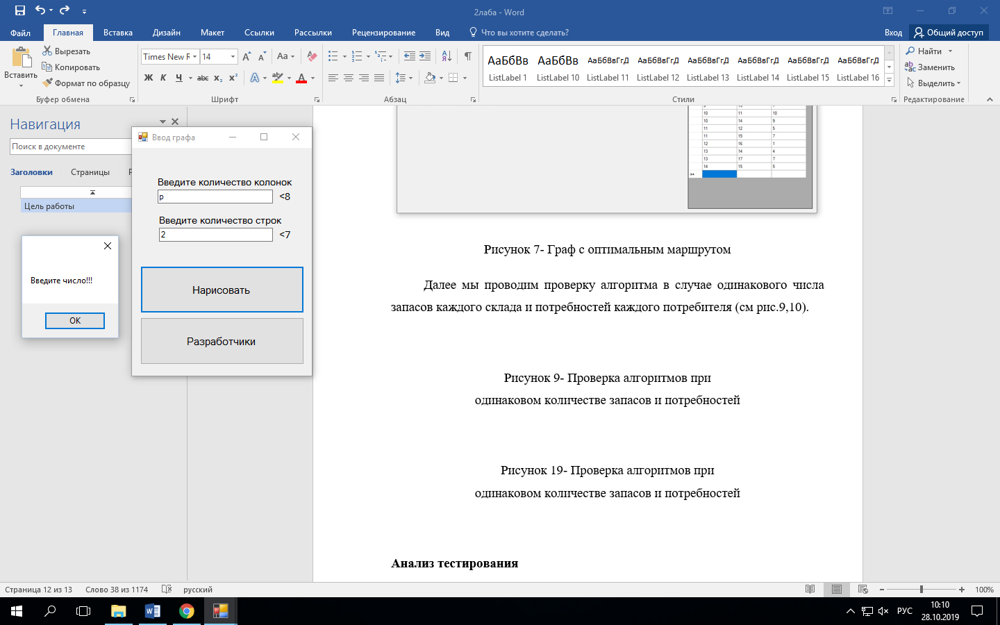 2лаба - Word
Файл Главная Вставка Дизайн Макет Ссылки Рассылки Рецензирование Вид Что вы хотите сделать? Вход Общий доступ
Вставить
Вырезать
Копировать
Формат по образцу
Буфер обмена
Times New R 14 Aa
Ж К Ч abc x₂ x² A ab A
Шрифт
Абзац
АаБбВв АаБбВв АаБбВвГгД АаБбВвГгД АаБбВвГгД АаБбВвГгД АаБбВвГгД АаБбВвГгД
ListLabel 1 ListLabel 10 ListLabel 11 ListLabel 12 ListLabel 13 ListLabel 14 ListLabel 15 ListLabel 16
Стили
Найти
Заменить
Выделить
Редактирование
Навигация
Поиск в документе
Заголовки Страницы Р
Цель работы
Введите число!!!
OK
Ввод графа
Введите количество колонок
p <8
Введите количество строк
2 <7
Нарисовать
Разработчики
10 11 10
10 14 9
11 12 5
11 15 7
12 16 1
13 14 4
13 17 7
14 15 5
Рисунок 7- Граф с оптимальным маршрутом
Далее мы проводим проверку алгоритма в случае одинакового числа
запасов каждого склада и потребностей каждого потребителя (см рис.9,10).
Рисунок 9- Проверка алгоритмов при
одинаковом количестве запасов и потребностей
Рисунок 19- Проверка алгоритмов при
одинаковом количестве запасов и потребностей
Анализ тестирования
Страница 12 из 13 Слово 38 из 1174 русский 100%
РУС
10:10
28.10.2019